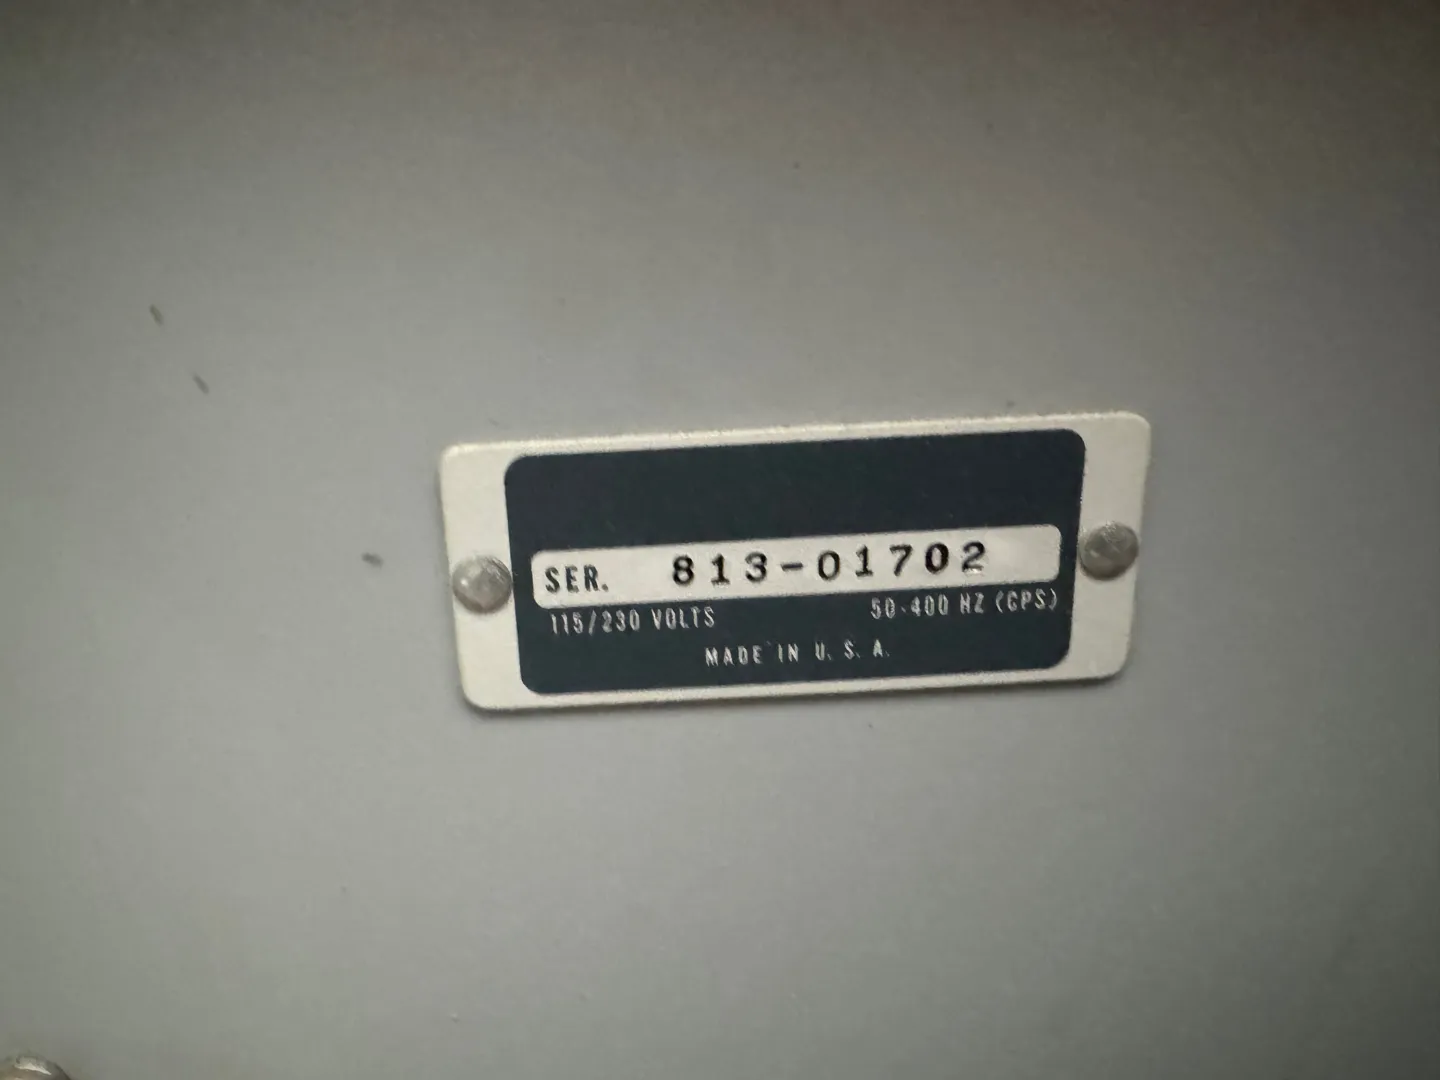 SER. 813-01702
115/230 VOLTS 50-400 HZ (CPS)
MADE IN U. S. A.